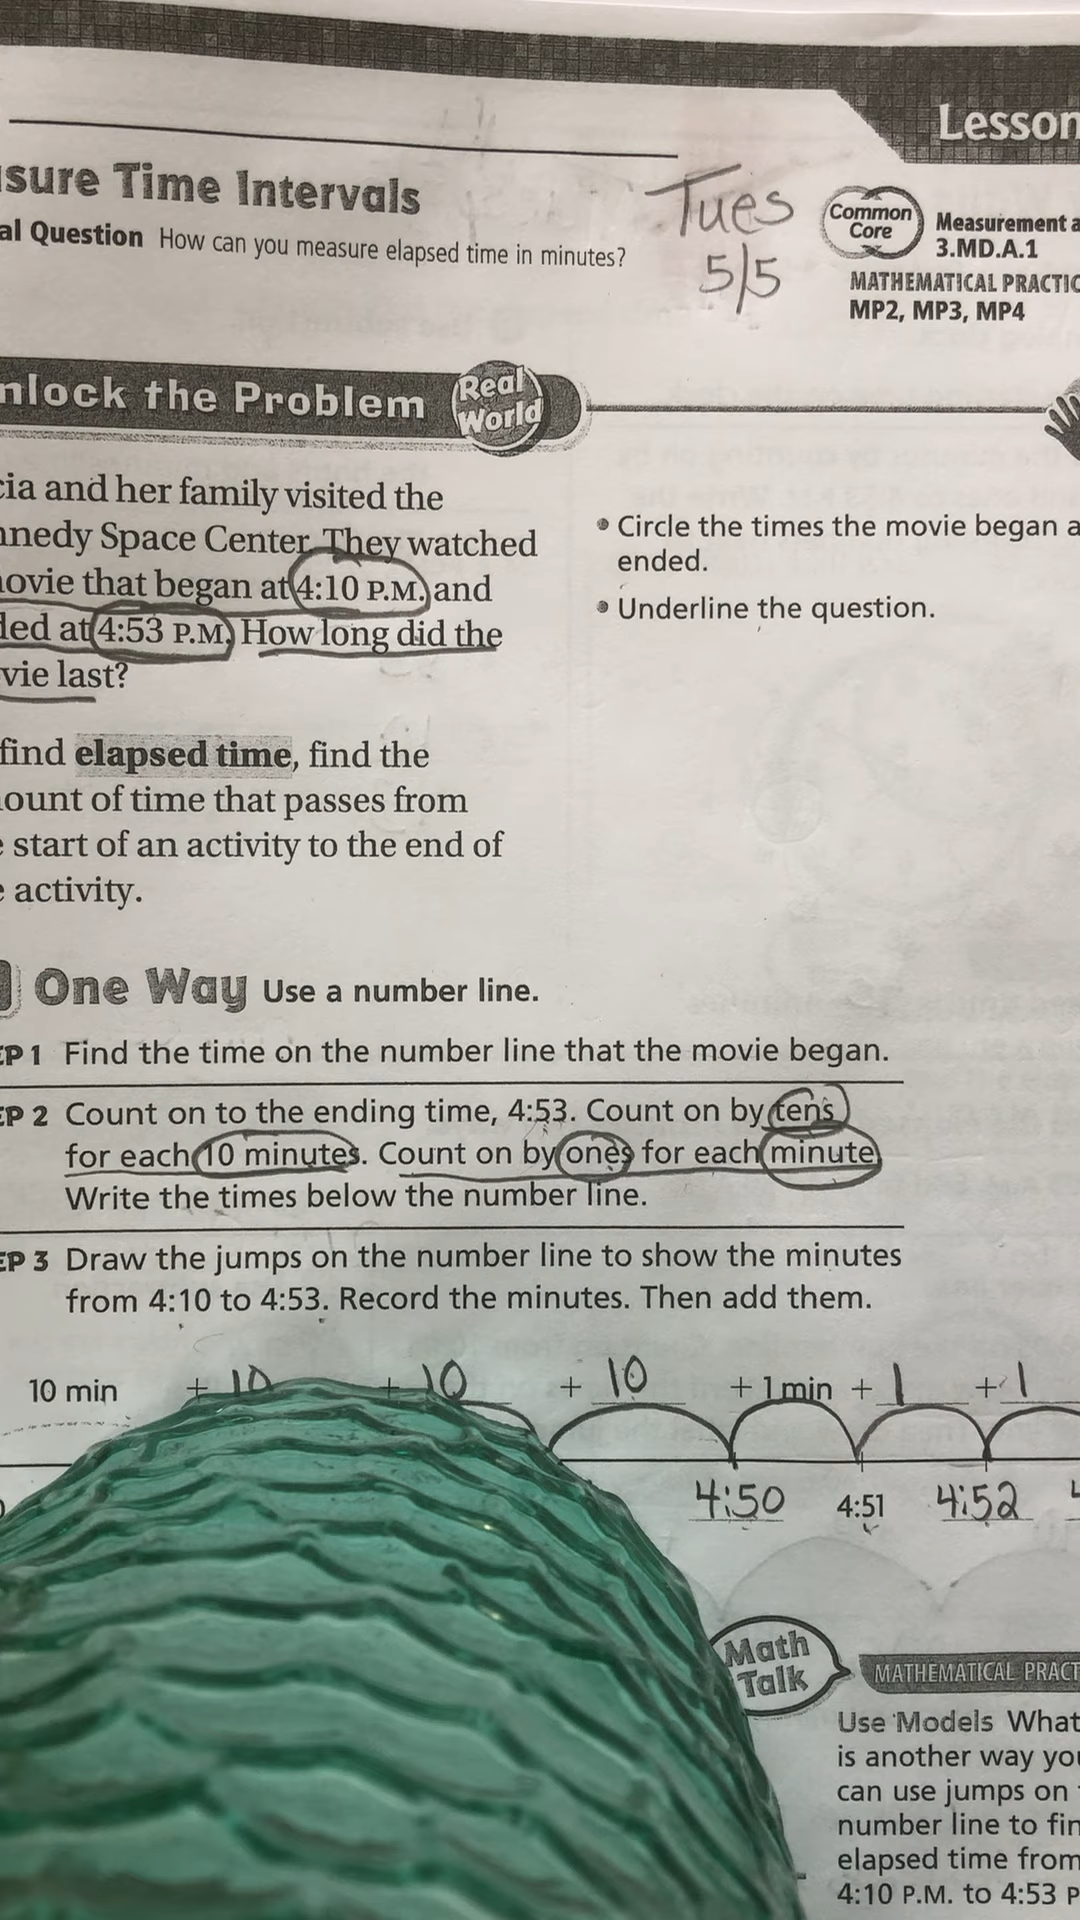 Lesson
sure Time Intervals
al Question How can you measure elapsed time in minutes?
Tues
5/5
Common
Core
Measurement a
3.MD.A.1
MATHEMATICAL PRACTIC
MP2, MP3, MP4
nlock the Problem
Real
World
cia and her family visited the
nnedy Space Center. They watched
ovie that began at 4:10 P.M. and
ded at 4:53 P.M. How long did the
vie last?
• Circle the times the movie began a
ended.
• Underline the question.
find elapsed time, find the
ount of time that passes from
e start of an activity to the end of
e activity.
One Way Use a number line.
EP 1 Find the time on the number line that the movie began.
EP 2 Count on to the ending time, 4:53. Count on by tens
for each 10 minutes. Count on by ones for each minute.
Write the times below the number line.
EP 3 Draw the jumps on the number line to show the minutes
from 4:10 to 4:53. Record the minutes. Then add them.
10 min + 10 + 10 + 10 + 1 min + 1 + 1
4:50 4:51 4:52
Math
Talk
MATHEMATICAL PRACT
Use Models What
is another way you
can use jumps on
number line to fin
elapsed time from
4:10 P.M. to 4:53 P